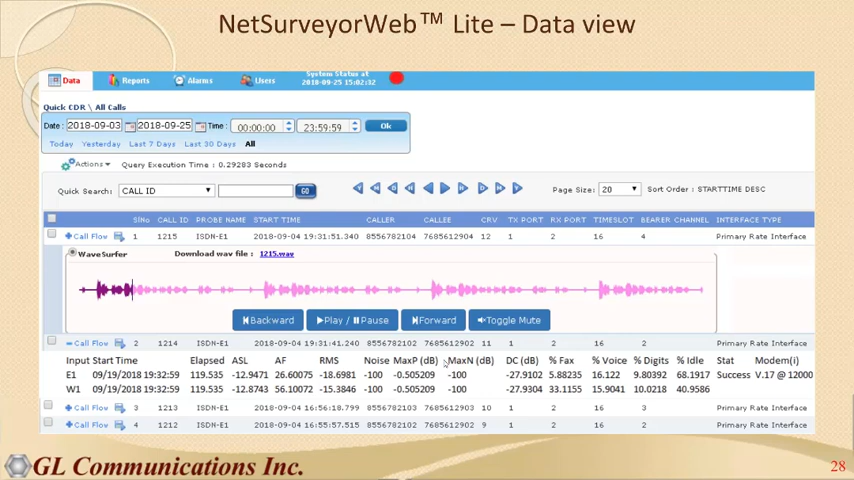 NetSurveyorWeb™ Lite – Data view
Data Reports Alarms Users System Status at 2018-09-25 15:02:32
Quick CDR \ All Calls
Date : 2018-09-03 2018-09-25 Time : 00:00:00 23:59:59 Ok
Today Yesterday Last 7 Days Last 30 Days All
Actions Query Execution Time : 0.29283 Seconds
Quick Search: CALL ID GO Page Size: 20 Sort Order : STARTTIME DESC
SlNo CALL ID PROBE NAME START TIME CALLER CALLEE CRV TX PORT RX PORT TIMESLOT BEARER CHANNEL INTERFACE TYPE
Call Flow 1 1215 ISDN-E1 2018-09-04 19:31:51.340 8556782104 7685612904 12 1 2 16 4 Primary Rate Interface
WaveSurfer Download wav file : 1215.wav
Backward Play / Pause Forward Toggle Mute
Call Flow 2 1214 ISDN-E1 2018-09-04 19:31:41.240 8556782102 7685612902 11 1 2 16 2 Primary Rate Interface
Input Start Time Elapsed ASL AF RMS Noise MaxP (dB) MaxN (dB) DC (dB) % Fax % Voice % Digits % Idle Stat Modem(i)
E1 09/19/2018 19:32:59 119.535 -12.9471 26.60075 -18.6981 -100 -0.505209 -100 -27.9102 5.88235 16.122 9.80392 68.1917 Success V.17 @ 12000
W1 09/19/2018 19:32:59 119.535 -12.8743 56.10072 -15.3846 -100 -0.505209 -100 -27.9304 33.1155 15.9041 10.0218 40.9586
Call Flow 3 1213 ISDN-E1 2018-09-04 16:56:18.799 8556782103 7685612903 10 1 2 16 3 Primary Rate Interface
Call Flow 4 1212 ISDN-E1 2018-09-04 16:55:57.515 8556782101 7685612902 9 1 2 16 2 Primary Rate Interface
GL Communications Inc.
28